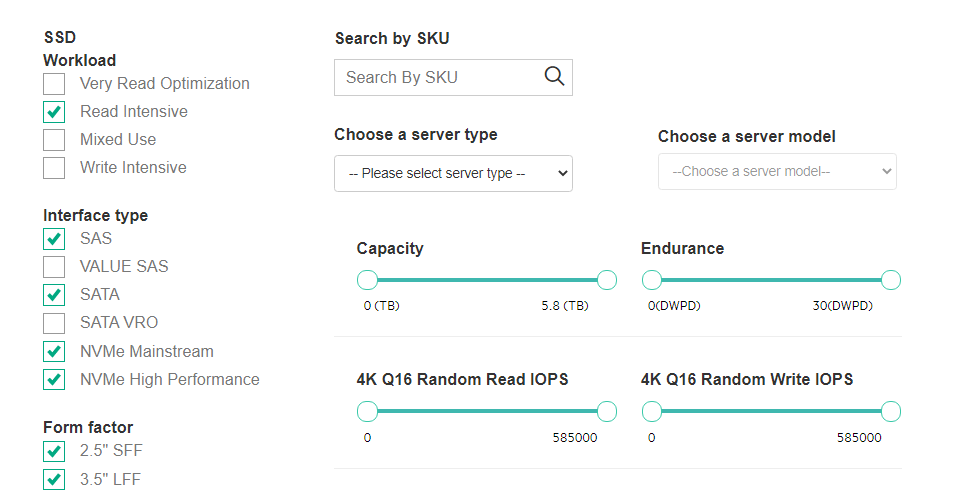 SSD
Workload
Very Read Optimization
Read Intensive
Mixed Use
Write Intensive
Interface type
SAS
VALUE SAS
SATA
SATA VRO
NVMe Mainstream
NVMe High Performance
Form factor
2.5" SFF
3.5" LFF
Search by SKU
Search By SKU
Choose a server type
-- Please select server type --
Choose a server model
--Choose a server model--
Capacity
0 (TB) 5.8 (TB)
Endurance
0(DWPD) 30(DWPD)
4K Q16 Random Read IOPS
0 585000
4K Q16 Random Write IOPS
0 585000